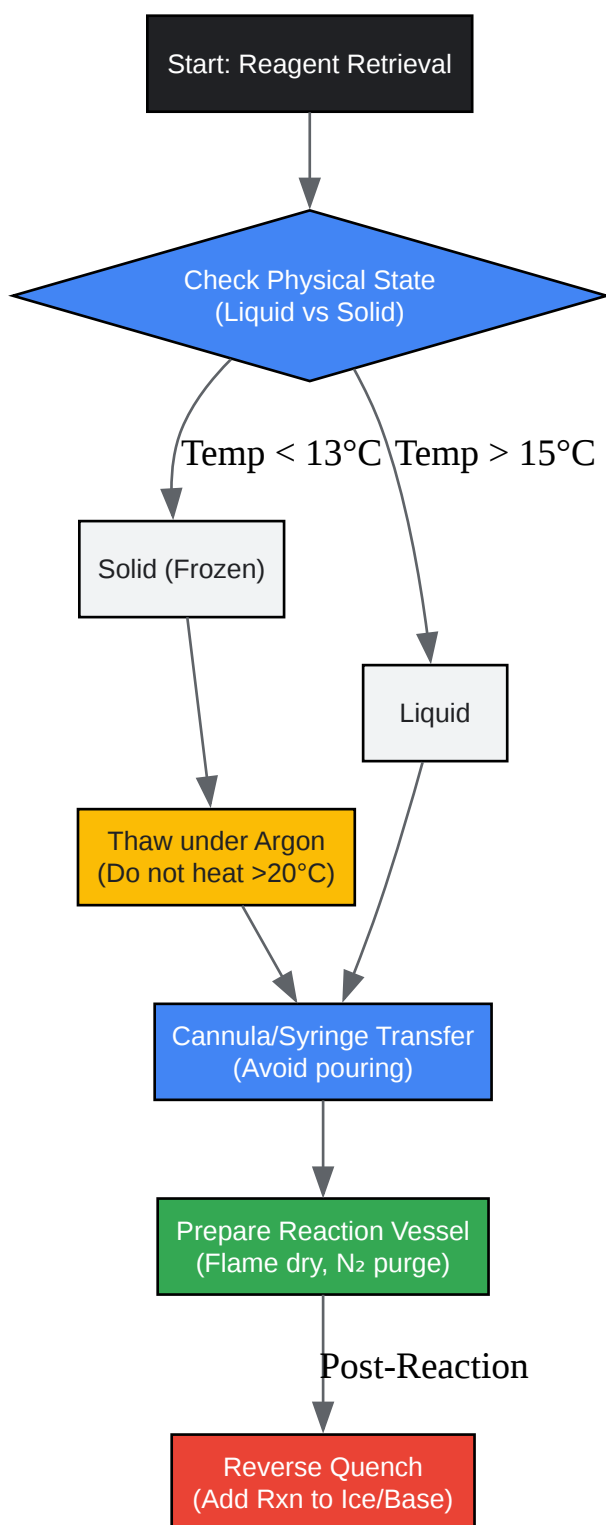 Start: Reagent Retrieval
Check Physical State
(Liquid vs Solid)
Temp < 13°C
Temp > 15°C
Solid (Frozen)
Liquid
Thaw under Argon
(Do not heat >20°C)
Cannula/Syringe Transfer
(Avoid pouring)
Prepare Reaction Vessel
(Flame dry, N₂ purge)
Post-Reaction
Reverse Quench
(Add Rxn to Ice/Base)